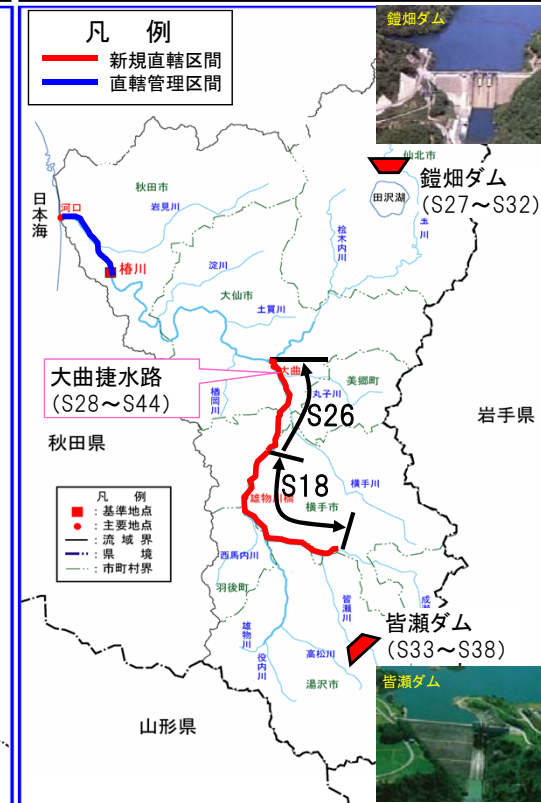 凡　例
新規直轄区間
直轄管理区間
鎧畑ダム
仙北市
鎧畑ダム
(S27～S32)
田沢湖
玉川
桧木内川
秋田市
岩見川
日本海
河口
椿川
淀川
大仙市
土買川
大曲捷水路
(S28～S44)
大曲
美郷町
丸子川
楢岡川
S26
岩手県
秋田県
横手川
S18
雄物川橋
横手市
凡　例
：基準地点
：主要地点
：流域界
：県　境
：市町村界
西馬内川
羽後町
皆瀬川
成瀬
皆瀬ダム
(S33～S38)
雄物川
役内川
高松川
湯沢市
皆瀬ダム
山形県